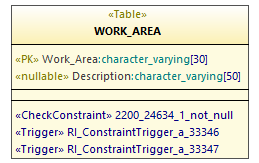 «Table»
WORK_AREA
«PK» Work_Area:character_varying[30]
«nullable» Description:character_varying[50]
«CheckConstraint» 2200_24634_1_not_null
«Trigger» RI_ConstraintTrigger_a_33346
«Trigger» RI_ConstraintTrigger_a_33347